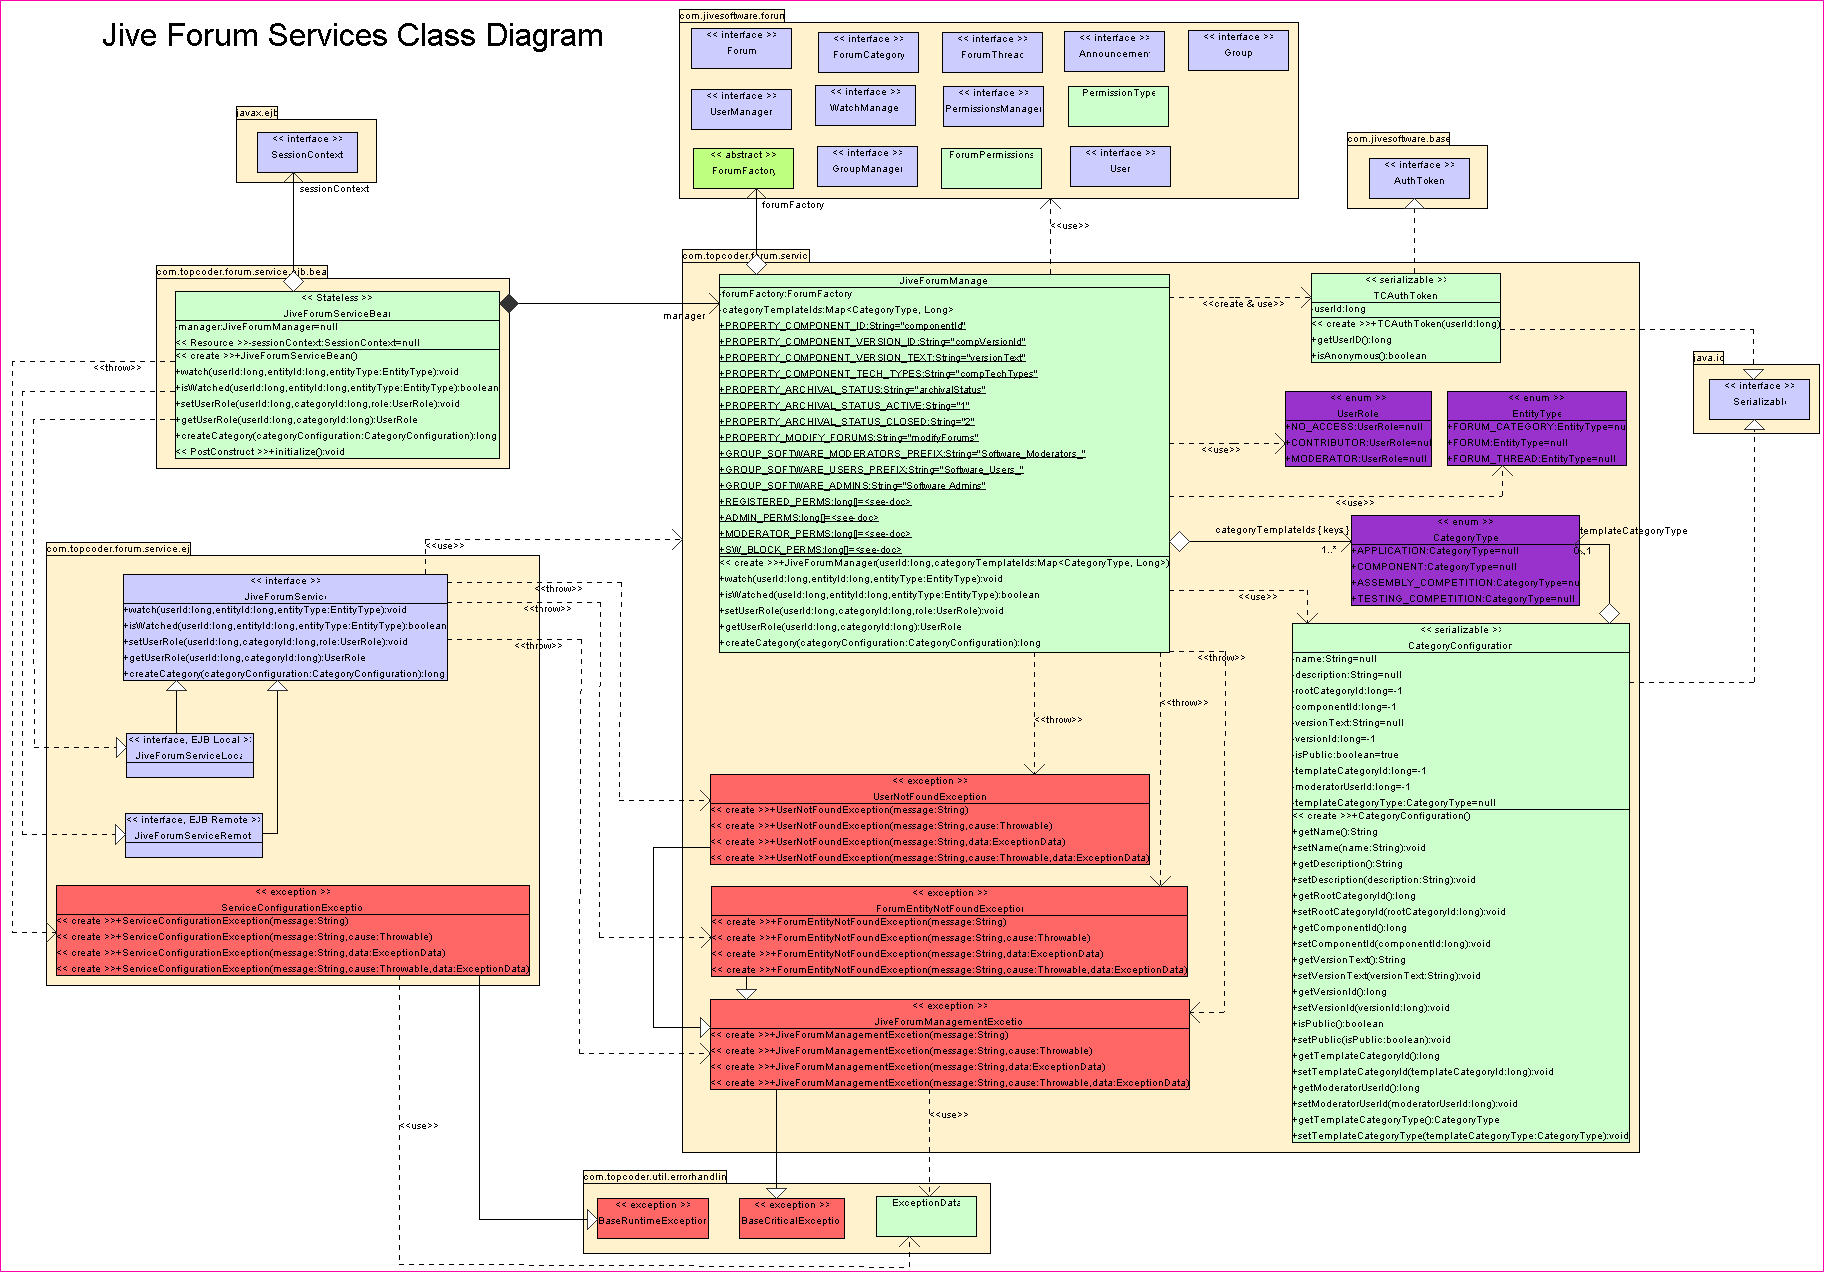 Jive Forum Services Class Diagram
com.jivesoftware.forun
<< interface >>
Forum
<< interface >>
ForumCategory
<< interface >>
ForumThreac
<< interface >>
Announcemen
<< interface >>
Group
<< interface >>
UserManager
<< interface >>
WatchManage
<< interface >>
PermissionsManager
PermissionType
<< abstract >>
ForumFactory
<< interface >>
GroupManager
ForumPermissions
<< interface >>
User
javax.ejb
<< interface >>
SessionContext
sessionContext
forumFactory
<<use>>
com.jivesoftware.base
<< interface >>
AuthToken
com.topcoder.forum.service.ejb.bea
<< Stateless >>
JiveForumServiceBear
-manager:JiveForumManager=null
<< Resource >>-sessionContext:SessionContext=null
<< create >>+JiveForumServiceBean()
+watch(userId:long,entityId:long,entityType:EntityType):void
+isWatched(userId:long,entityId:long,entityType:EntityType):boolean
+setUserRole(userId:long,categoryId:long,role:UserRole):void
+getUserRole(userId:long,categoryId:long):UserRole
+createCategory(categoryConfiguration:CategoryConfiguration):long
<< PostConstruct >>+initialize():void
<<throw>>
manager
com.topcoder.forum.servic
JiveForumManage
-forumFactory:ForumFactory
-categoryTemplateIds:Map<CategoryType, Long>
+PROPERTY_COMPONENT_ID:String="componentId"
+PROPERTY_COMPONENT_VERSION_ID:String="compVersionId"
+PROPERTY_COMPONENT_VERSION_TEXT:String="versionText"
+PROPERTY_COMPONENT_TECH_TYPES:String="compTechTypes"
+PROPERTY_ARCHIVAL_STATUS:String="archivalStatus"
+PROPERTY_ARCHIVAL_STATUS_ACTIVE:String="1"
+PROPERTY_ARCHIVAL_STATUS_CLOSED:String="2"
+PROPERTY_MODIFY_FORUMS:String="modifyForums"
+GROUP_SOFTWARE_MODERATORS_PREFIX:String="Software_Moderators_"
+GROUP_SOFTWARE_USERS_PREFIX:String="Software_Users_"
+GROUP_SOFTWARE_ADMINS:String="Software Admins"
+REGISTERED_PERMS:long[]=<see-doc>
+ADMIN_PERMS:long[]=<see-doc>
+MODERATOR_PERMS:long[]=<see-doc>
+SW_BLOCK_PERMS:long[]=<see-doc>
<< create >>+JiveForumManager(userId:long,categoryTemplateIds:Map<CategoryType, Long>)
+watch(userId:long,entityId:long,entityType:EntityType):void
+isWatched(userId:long,entityId:long,entityType:EntityType):boolean
+setUserRole(userId:long,categoryId:long,role:UserRole):void
+getUserRole(userId:long,categoryId:long):UserRole
+createCategory(categoryConfiguration:CategoryConfiguration):long
<<create & use>>
<< serializable >>
TCAuthToken
-userId:long
<< create >>+TCAuthToken(userId:long)
+getUserID():long
+isAnonymous():boolean
java.io
<< interface >>
Serializabl
<<use>>
<< enum >>
UserRole
+NO_ACCESS:UserRole=null
+CONTRIBUTOR:UserRole=nul
+MODERATOR:UserRole=null
<< enum >>
EntityType
+FORUM_CATEGORY:EntityType=nu
+FORUM:EntityType=null
+FORUM_THREAD:EntityType=null
<<use>>
categoryTemplateIds { keys }
1..*
<< enum >>
CategoryType
+APPLICATION:CategoryType=null
+COMPONENT:CategoryType=null
+ASSEMBLY_COMPETITION:CategoryType=nu
+TESTING_COMPETITION:CategoryType=null
templateCategoryType
0..1
<<use>>
<< serializable >>
CategoryConfiguratior
-name:String=null
-description:String=null
-rootCategoryId:long=-1
-componentId:long=-1
-versionText:String=null
-versionId:long=-1
-isPublic:boolean=true
-templateCategoryId:long=-1
-moderatorUserId:long=-1
-templateCategoryType:CategoryType=null
<< create >>+CategoryConfiguration()
+getName():String
+setName(name:String):void
+getDescription():String
+setDescription(description:String):void
+getRootCategoryId():long
+setRootCategoryId(rootCategoryId:long):void
+getComponentId():long
+setComponentId(componentId:long):void
+getVersionText():String
+setVersionText(versionText:String):void
+getVersionId():long
+setVersionId(versionId:long):void
+isPublic():boolean
+setPublic(isPublic:boolean):void
+getTemplateCategoryId():long
+setTemplateCategoryId(templateCategoryId:long):void
+getModeratorUserId():long
+setModeratorUserId(moderatorUserId:long):void
+getTemplateCategoryType():CategoryType
+setTemplateCategoryType(templateCategoryType:CategoryType):void
com.topcoder.forum.service.ej
<<use>>
<< interface >>
JiveForumServic
+watch(userId:long,entityId:long,entityType:EntityType):void
+isWatched(userId:long,entityId:long,entityType:EntityType):boolean
+setUserRole(userId:long,categoryId:long,role:UserRole):void
+getUserRole(userId:long,categoryId:long):UserRole
+createCategory(categoryConfiguration:CategoryConfiguration):long
<<throw>>
<<throw>>
<<throw>>
<< interface, EJB Local >>
JiveForumServiceLoca
<< interface, EJB Remote >>
JiveForumServiceRemot
<< exception >>
ServiceConfigurationExceptio
<< create >>+ServiceConfigurationException(message:String)
<< create >>+ServiceConfigurationException(message:String,cause:Throwable)
<< create >>+ServiceConfigurationException(message:String,data:ExceptionData)
<< create >>+ServiceConfigurationException(message:String,cause:Throwable,data:ExceptionData)
<<throw>>
<<throw>>
<<throw>>
<< exception >>
UserNotFoundException
<< create >>+UserNotFoundException(message:String)
<< create >>+UserNotFoundException(message:String,cause:Throwable)
<< create >>+UserNotFoundException(message:String,data:ExceptionData)
<< create >>+UserNotFoundException(message:String,cause:Throwable,data:ExceptionData)
<< exception >>
ForumEntityNotFoundExceptior
<< create >>+ForumEntityNotFoundException(message:String)
<< create >>+ForumEntityNotFoundException(message:String,cause:Throwable)
<< create >>+ForumEntityNotFoundException(message:String,data:ExceptionData)
<< create >>+ForumEntityNotFoundException(message:String,cause:Throwable,data:ExceptionData)
<< exception >>
JiveForumManagementExcetio
<< create >>+JiveForumManagementExcetion(message:String)
<< create >>+JiveForumManagementExcetion(message:String,cause:Throwable)
<< create >>+JiveForumManagementExcetion(message:String,data:ExceptionData)
<< create >>+JiveForumManagementExcetion(message:String,cause:Throwable,data:ExceptionData)
<<use>>
<<use>>
com.topcoder.util.errorhandlin
<< exception >>
BaseRuntimeException
<< exception >>
BaseCriticalExceptio
ExceptionData